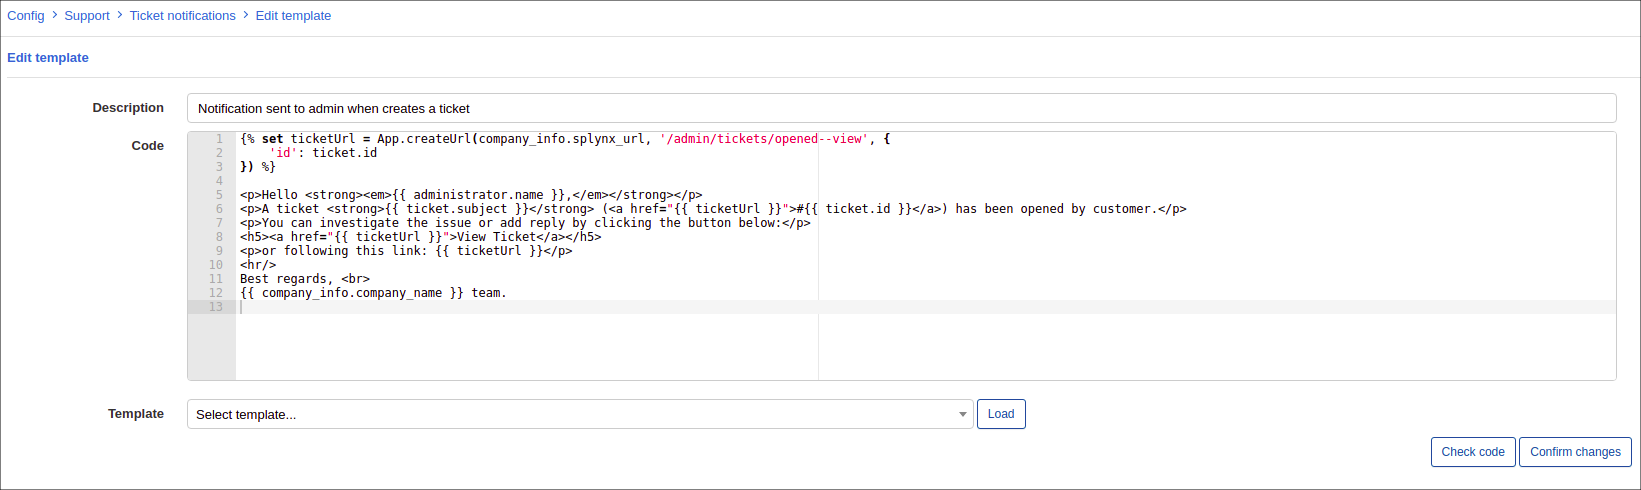 Config > Support > Ticket notifications > Edit template
Edit template
Description Notification sent to admin when creates a ticket
Code
1 {% set ticketUrl = App.createUrl(company_info.splynx_url, '/admin/tickets/opened--view', {
2     'id': ticket.id
3 }) %}
4
5 <p>Hello <strong><em>{{ administrator.name }},</em></strong></p>
6 <p>A ticket <strong>{{ ticket.subject }}</strong> (<a href="{{ ticketUrl }}">#{{ ticket.id }}</a>) has been opened by customer.</p>
7 <p>You can investigate the issue or add reply by clicking the button below:</p>
8 <h5><a href="{{ ticketUrl }}">View Ticket</a></h5>
9 <p>or following this link: {{ ticketUrl }}</p>
10 <hr/>
11 Best regards, <br>
12 {{ company_info.company_name }} team.
13
Template Select template... Load
Check code Confirm changes